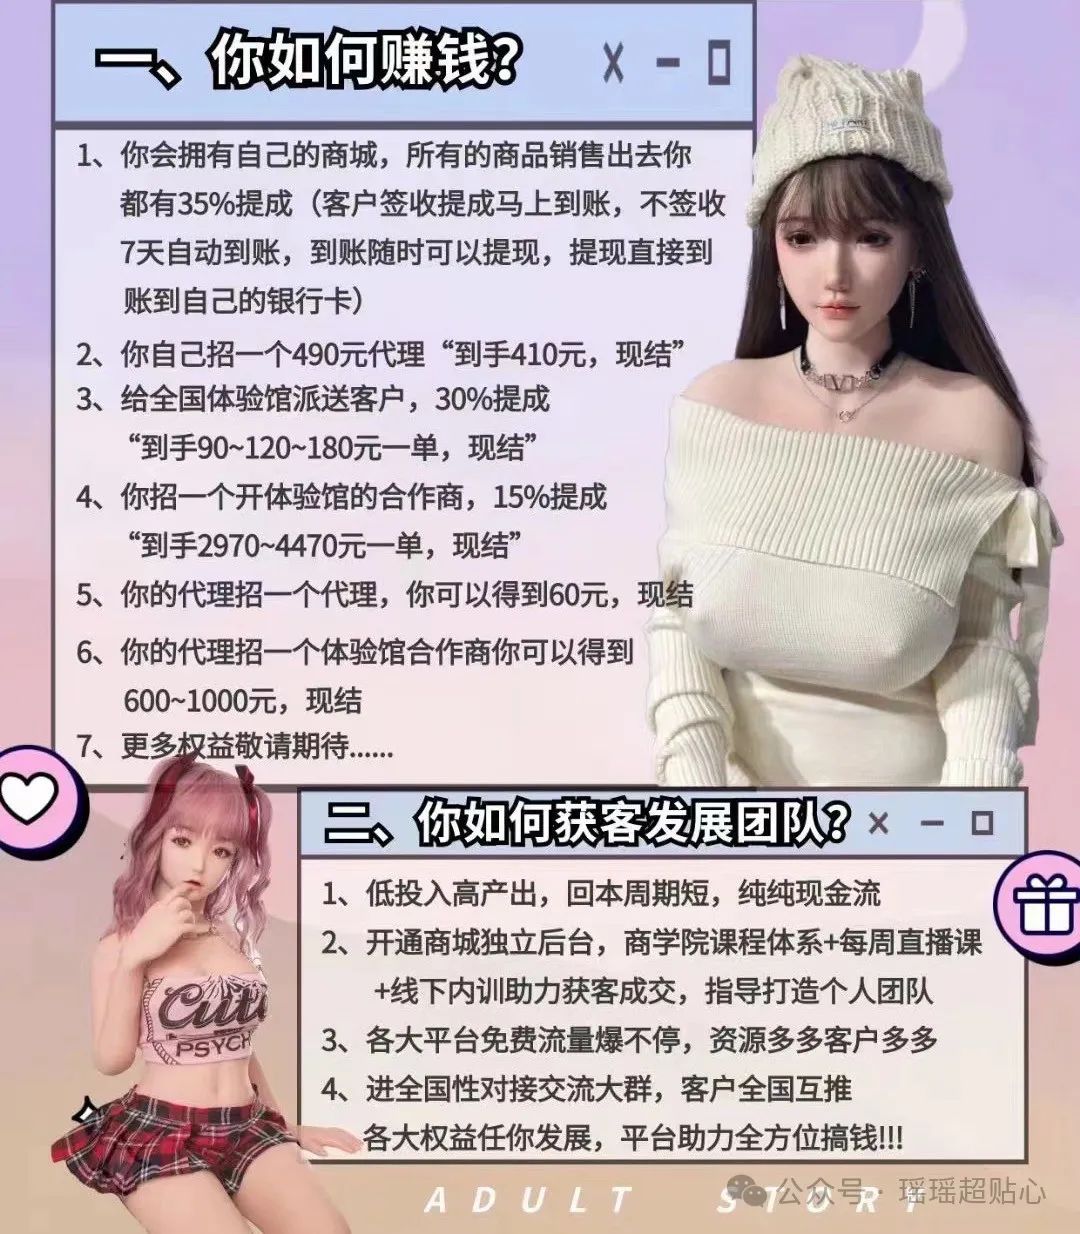 一、你如何赚钱？
1、你会拥有自己的商城，所有的商品销售出去你
都有35%提成（客户签收提成马上到账，不签收
7天自动到账，到账随时可以提现，提现直接到
账到自己的银行卡）
2、你自己招一个490元代理“到手410元，现结”
3、给全国体验馆派送客户，30%提成
“到手90~120~180元一单，现结”
4、你招一个开体验馆的合作商，15%提成
“到手2970~4470元一单，现结”
5、你的代理招一个代理，你可以得到60元，现结
6、你的代理招一个体验馆合作商你可以得到
600~1000元，现结
7、更多权益敬请期待......
二、你如何获客发展团队？
1、低投入高产出，回本周期短，纯纯现金流
2、开通商城独立后台，商学院课程体系+每周直播课
+线下内训助力获客成交，指导打造个人团队
3、各大平台免费流量爆不停，资源多多客户多多
4、进全国性对接交流大群，客户全国互推
各大权益任你发展，平台助力全方位搞钱!!!
Cute
PSYCH
ADULT STORY
公众号 · 瑶瑶超贴心